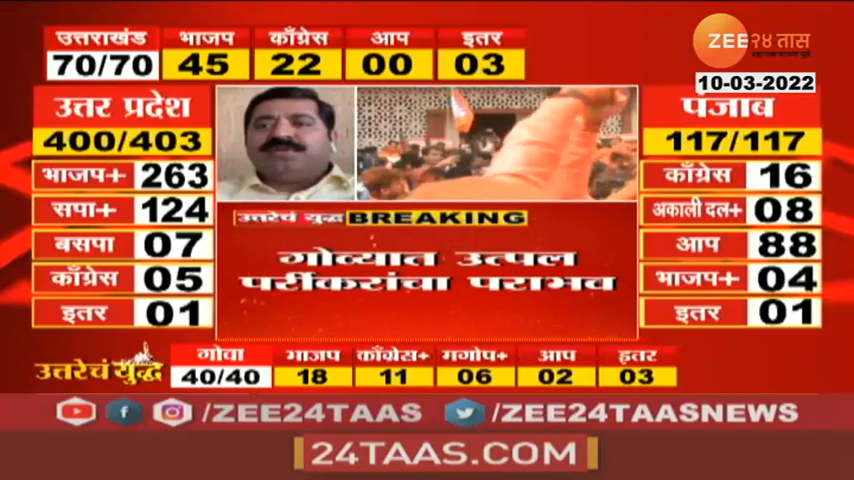 उत्तराखंड भाजप काँग्रेस आप इतर
70/70 45 22 00 03
ZEE २४ तास
10-03-2022
उत्तर प्रदेश
400/403
भाजप+ 263
सपा+ 124
बसपा 07
काँग्रेस 05
इतर 01
पंजाब
117/117
काँग्रेस 16
अकाली दल+ 08
आप 88
भाजप+ 04
इतर 01
उत्तरेचं युद्ध BREAKING
गोव्यात उत्पल
पर्रीकरांचा पराभव
उत्तरेचं युद्ध
गोवा भाजप काँग्रेस+ मगोप+ आप इतर
40/40 18 11 06 02 03
/ZEE24TAAS /ZEE24TAASNEWS
24TAAS.COM